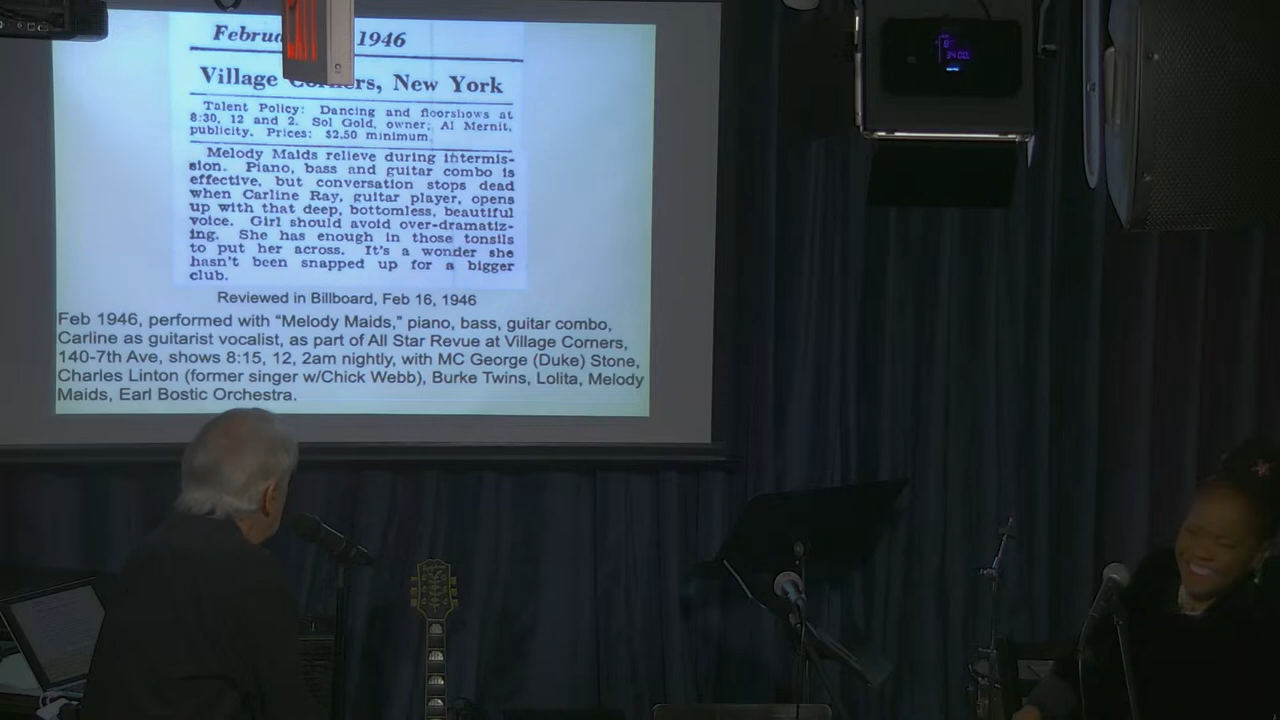 Februa 1946
Village Corners, New York
Talent Policy: Dancing and floorshows at
8:30, 12 and 2. Sol Gold, owner; Al Mernit,
publicity. Prices: $2.50 minimum.
Melody Maids relieve during intermis-
sion. Piano, bass and guitar combo is
effective, but conversation stops dead
when Carline Ray, guitar player, opens
up with that deep, bottomless, beautiful
voice. Girl should avoid over-dramatiz-
ing. She has enough in those tonsils
to put her across. It's a wonder she
hasn't been snapped up for a bigger
club.
Reviewed in Billboard, Feb 16, 1946
Feb 1946, performed with "Melody Maids," piano, bass, guitar combo,
Carline as guitarist vocalist, as part of All Star Revue at Village Corners,
140-7th Ave, shows 8:15, 12, 2am nightly, with MC George (Duke) Stone,
Charles Linton (former singer w/Chick Webb), Burke Twins, Lolita, Melody
Maids, Earl Bostic Orchestra.